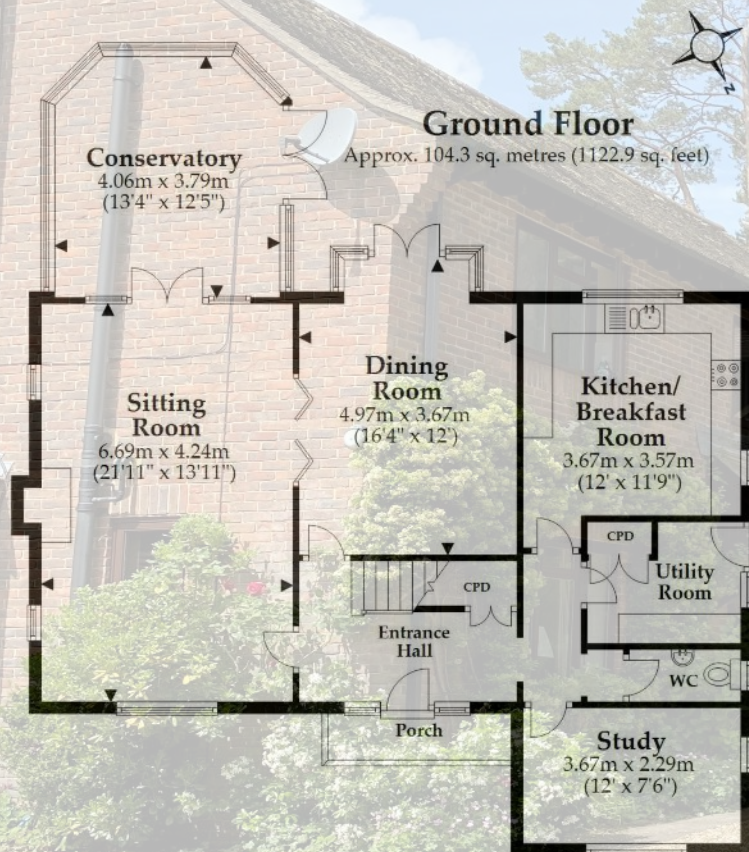 N
Ground Floor
Approx. 104.3 sq. metres (1122.9 sq. feet)
Conservatory
4.06m x 3.79m
(13'4" x 12'5")
Sitting
Room
6.69m x 4.24m
(21'11" x 13'11")
Dining
Room
4.97m x 3.67m
(16'4" x 12')
Kitchen/
Breakfast
Room
3.67m x 3.57m
(12' x 11'9")
CPD
Utility
Room
CPD
Entrance
Hall
WC
Porch
Study
3.67m x 2.29m
(12' x 7'6")